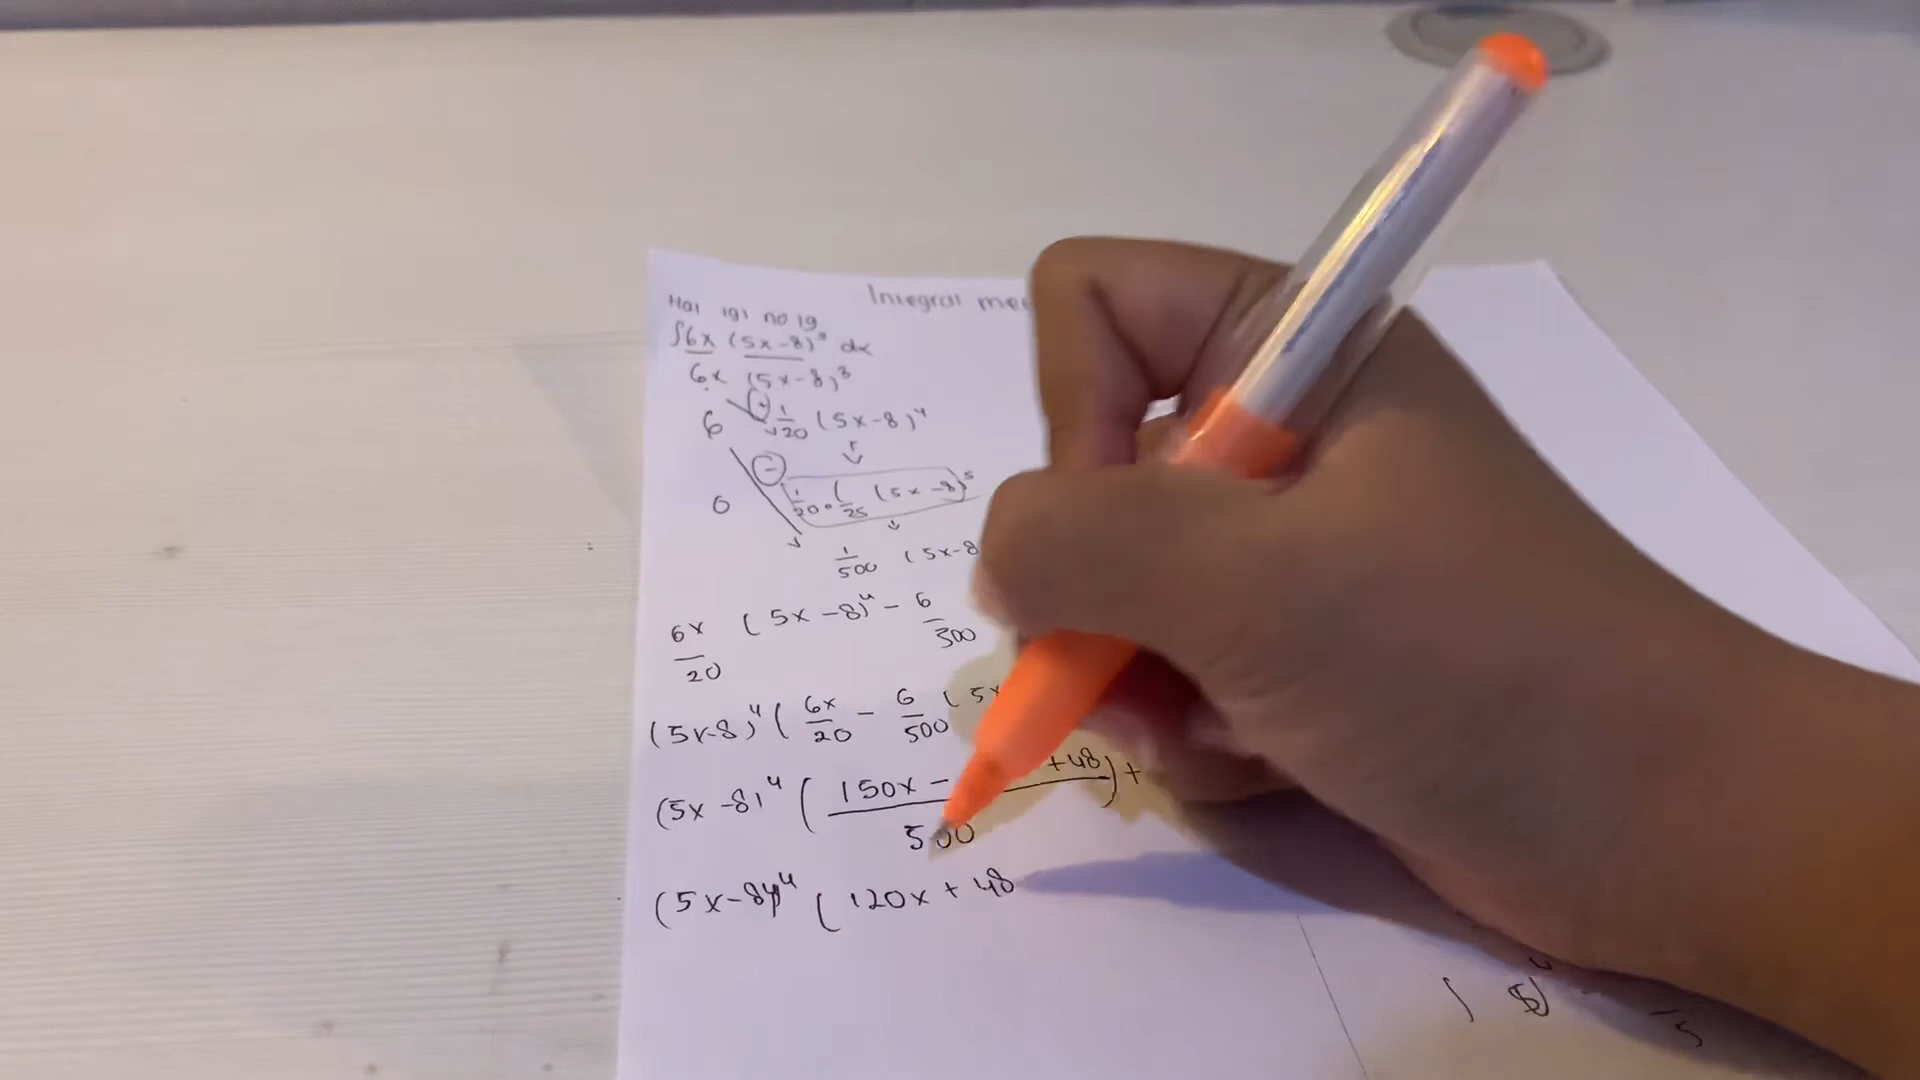 Integral
Hal 191 no 19
∫6x (5x-8)³ dx
6x (5x-8)³
6 + 1/20 (5x-8)⁴
0 - 1/20 • 1/25 (5x-8)⁵
1/500 (5x-8
6x/20 (5x-8)⁴ - 6/500
(5x-8)⁴ ( 6x/20 - 6/500 (5x
(5x-8)⁴ ( 150x - +48 / 500 ) +
(5x-8)⁴ ( 120x + 48